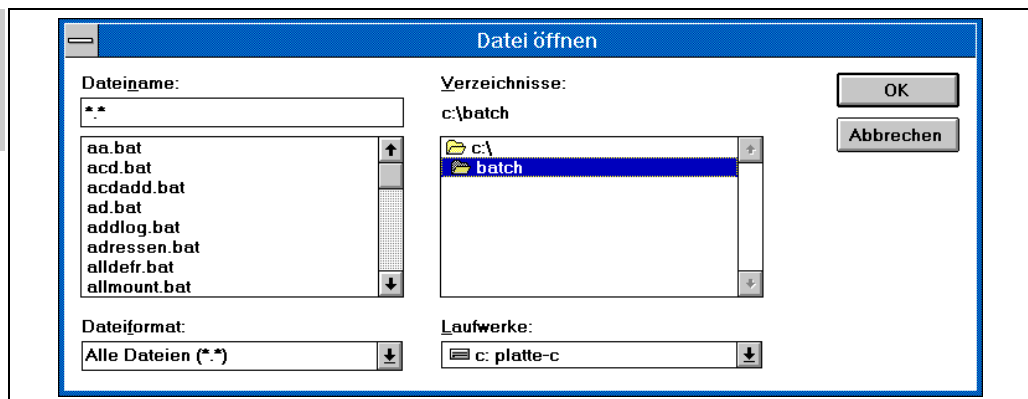 Datei öffnen
Dateiname:
*.*
aa.bat
acd.bat
acdadd.bat
ad.bat
addlog.bat
adressen.bat
alldefr.bat
allmount.bat
Dateiformat:
Alle Dateien (*.*)
Verzeichnisse:
c:\batch
c:\
batch
Laufwerke:
c: platte-c
OK
Abbrechen